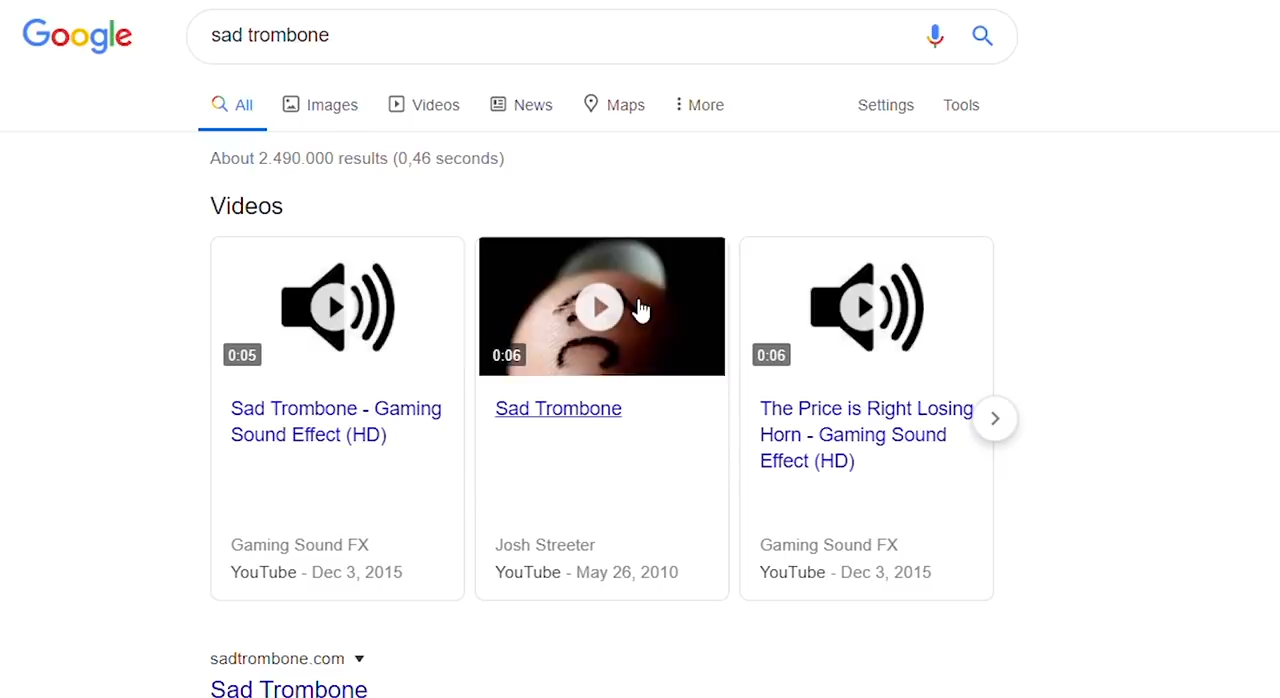 Google
sad trombone
All Images Videos News Maps More Settings Tools
About 2.490.000 results (0,46 seconds)
Videos
0:05
Sad Trombone - Gaming
Sound Effect (HD)
Gaming Sound FX
YouTube - Dec 3, 2015
0:06
Sad Trombone
Josh Streeter
YouTube - May 26, 2010
0:06
The Price is Right Losing
Horn - Gaming Sound
Effect (HD)
Gaming Sound FX
YouTube - Dec 3, 2015
sadtrombone.com
Sad Trombone